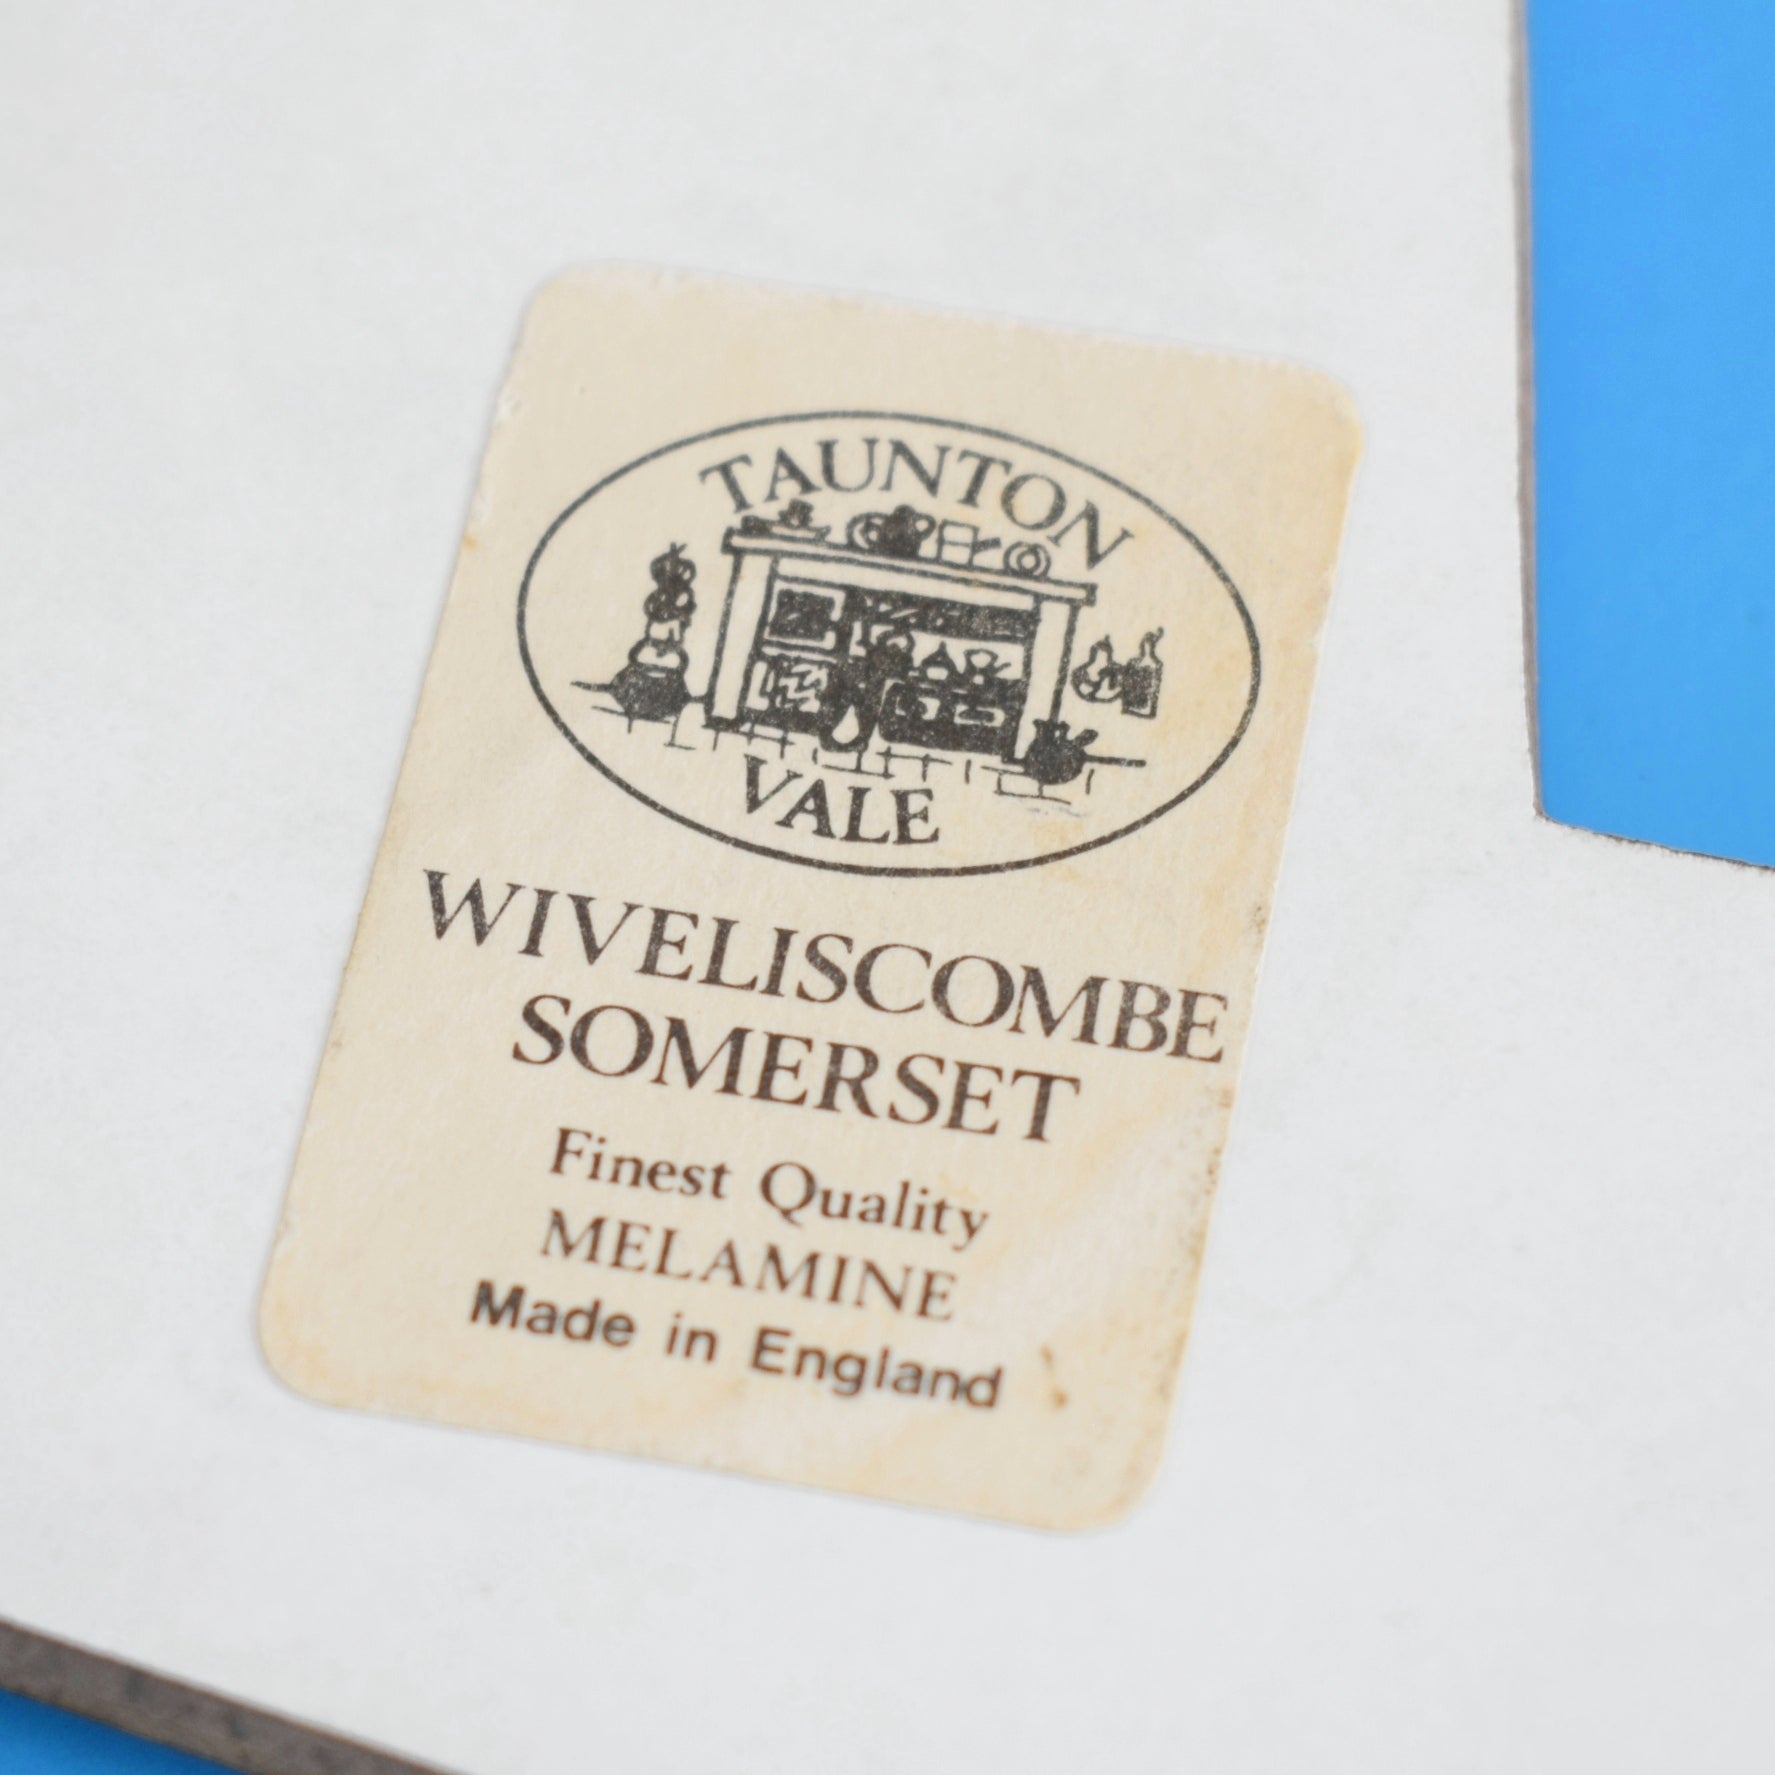 TAUNTON
VALE
WIVELISCOMBE
SOMERSET
Finest Quality
MELAMINE
Made in England